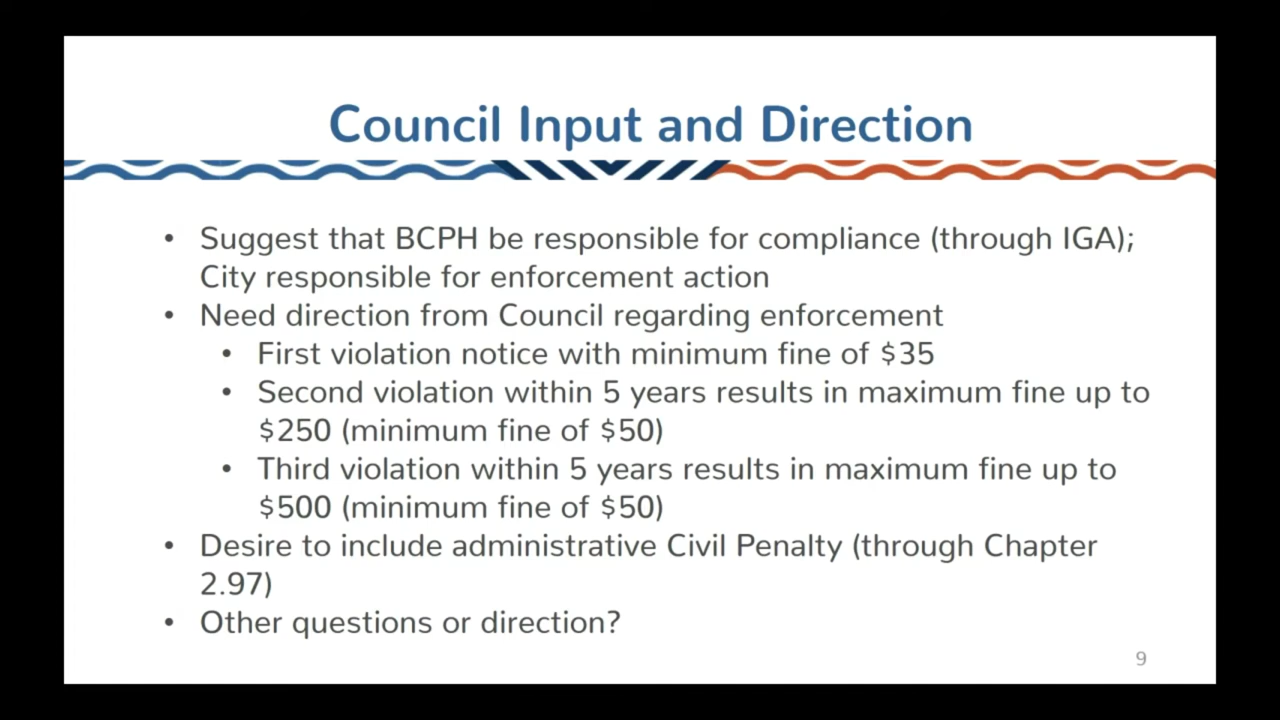 Council Input and Direction
• Suggest that BCPH be responsible for compliance (through IGA);
City responsible for enforcement action
• Need direction from Council regarding enforcement
• First violation notice with minimum fine of $35
• Second violation within 5 years results in maximum fine up to
$250 (minimum fine of $50)
• Third violation within 5 years results in maximum fine up to
$500 (minimum fine of $50)
• Desire to include administrative Civil Penalty (through Chapter
2.97)
• Other questions or direction?
9